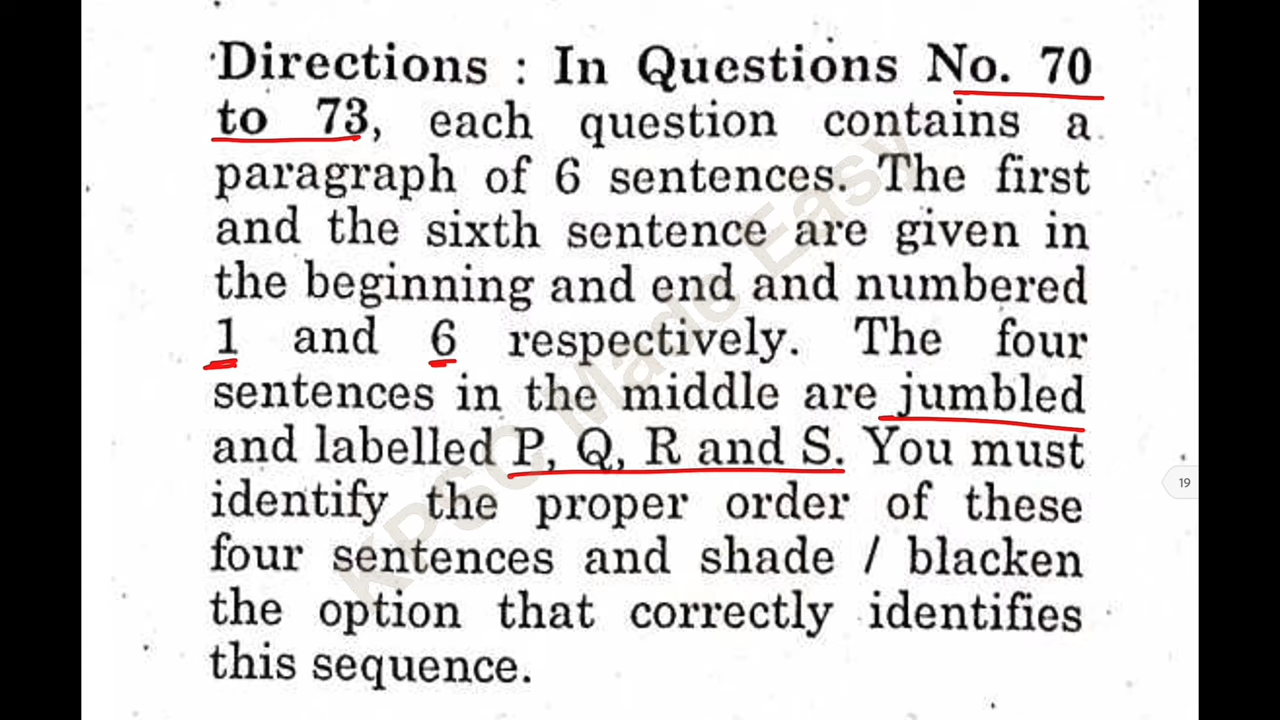 Directions : In Questions No. 70
to 73, each question contains a
paragraph of 6 sentences. The first
and the sixth sentence are given in
the beginning and end and numbered
1 and 6 respectively. The four
sentences in the middle are jumbled
and labelled P, Q, R and S. You must
identify the proper order of these
four sentences and shade / blacken
the option that correctly identifies
this sequence.
KPSC Made Easy
19